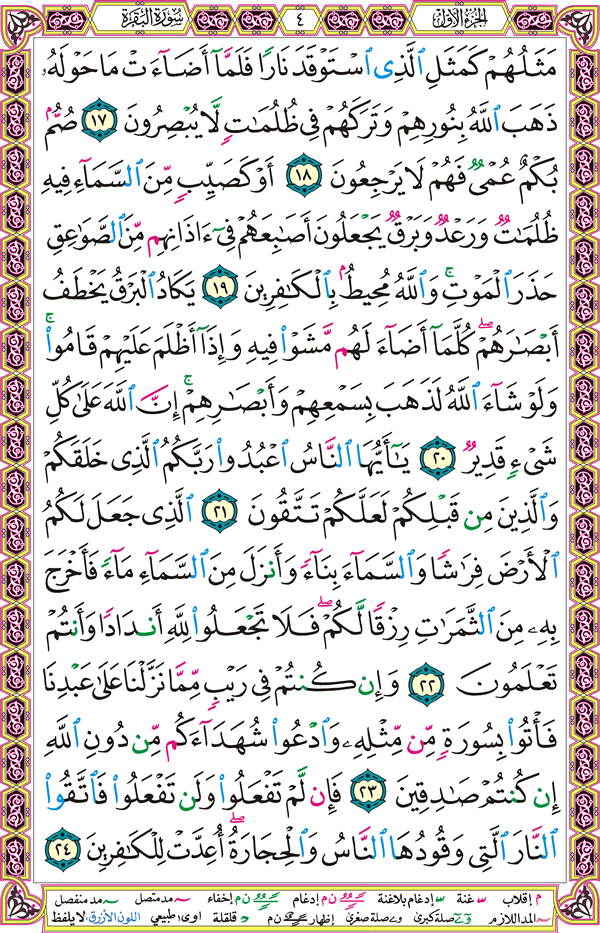 الجزء الأول
٤
سورة البقرة
مَثَلُهُمْ كَمَثَلِ ٱلَّذِى ٱسْتَوْقَدَ نَارًا فَلَمَّآ أَضَآءَتْ مَا حَوْلَهُۥ
ذَهَبَ ٱللَّهُ بِنُورِهِمْ وَتَرَكَهُمْ فِى ظُلُمَٰتٍ لَّا يُبْصِرُونَ ١٧ صُمٌّۢ
بُكْمٌ عُمْىٌ فَهُمْ لَا يَرْجِعُونَ ١٨ أَوْ كَصَيِّبٍ مِّنَ ٱلسَّمَآءِ فِيهِ
ظُلُمَٰتٌ وَرَعْدٌ وَبَرْقٌ يَجْعَلُونَ أَصَٰبِعَهُمْ فِىٓ ءَاذَانِهِم مِّنَ ٱلصَّوَٰعِقِ
حَذَرَ ٱلْمَوْتِ ۚ وَٱللَّهُ مُحِيطٌۢ بِٱلْكَٰفِرِينَ ١٩ يَكَادُ ٱلْبَرْقُ يَخْطَفُ
أَبْصَٰرَهُمْ ۖ كُلَّمَآ أَضَآءَ لَهُم مَّشَوْا۟ فِيهِ وَإِذَآ أَظْلَمَ عَلَيْهِمْ قَامُوا۟ ۚ
وَلَوْ شَآءَ ٱللَّهُ لَذَهَبَ بِسَمْعِهِمْ وَأَبْصَٰرِهِمْ ۚ إِنَّ ٱللَّهَ عَلَىٰ كُلِّ
شَىْءٍ قَدِيرٌ ٢٠ يَٰٓأَيُّهَا ٱلنَّاسُ ٱعْبُدُوا۟ رَبَّكُمُ ٱلَّذِى خَلَقَكُمْ
وَٱلَّذِينَ مِن قَبْلِكُمْ لَعَلَّكُمْ تَتَّقُونَ ٢١ ٱلَّذِى جَعَلَ لَكُمُ
ٱلْأَرْضَ فِرَٰشًا وَٱلسَّمَآءَ بِنَآءً وَأَنزَلَ مِنَ ٱلسَّمَآءِ مَآءً فَأَخْرَجَ
بِهِۦ مِنَ ٱلثَّمَرَٰتِ رِزْقًا لَّكُمْ ۖ فَلَا تَجْعَلُوا۟ لِلَّهِ أَندَادًا وَأَنتُمْ
تَعْلَمُونَ ٢٢ وَإِن كُنتُمْ فِى رَيْبٍ مِّمَّا نَزَّلْنَا عَلَىٰ عَبْدِنَا
فَأْتُوا۟ بِسُورَةٍ مِّن مِّثْلِهِۦ وَٱدْعُوا۟ شُهَدَآءَكُم مِّن دُونِ ٱللَّهِ
إِن كُنتُمْ صَٰدِقِينَ ٢٣ فَإِن لَّمْ تَفْعَلُوا۟ وَلَن تَفْعَلُوا۟ فَٱتَّقُوا۟
ٱلنَّارَ ٱلَّتِى وَقُودُهَا ٱلنَّاسُ وَٱلْحِجَارَةُ ۖ أُعِدَّتْ لِلْكَٰفِرِينَ ٢٤
م إقلاب غنة إدغام بلاغنة ن م إدغام ن م إخفاء مد متصل مد منفصل
المد اللازم صلة كبرى صلة صغرى إظهار ن م قلقلة اوى؛ طبيعي اللون الأزرق: لا يلفظ